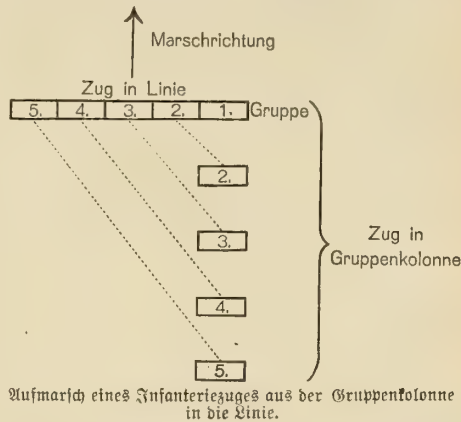 Marschrichtung
Zug in Linie
5. 4. 3. 2. 1. Gruppe
2.
3.
Zug in
Gruppenkolonne
4.
5.
Aufmarsch eines Infanteriezuges aus der Gruppenkolonne
in die Linie.